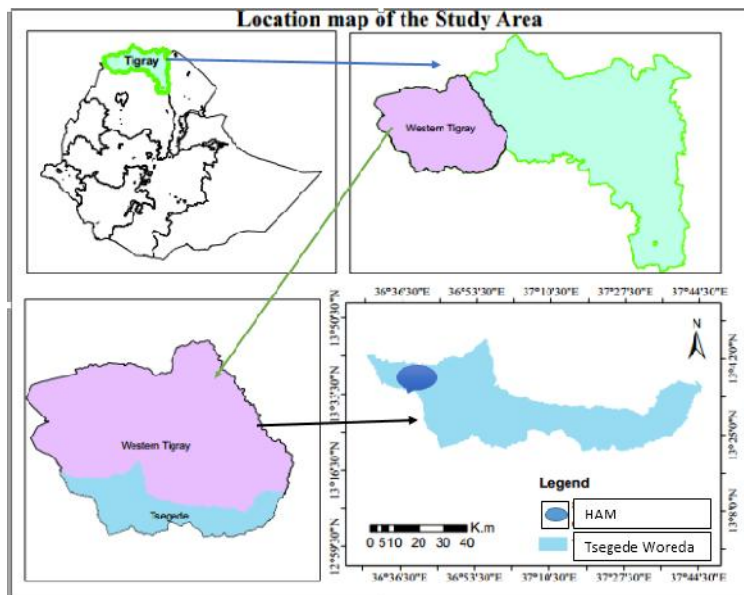 Location map of the Study Area
Tigray
Western Tigray
Western Tigray
Tsegede
36°36'30"E 36°53'30"E 37°10'30"E 37°27'30"E 37°44'30"E
N
Legend
HAM
Tsegede Woreda
0 5 10 20 30 40 K.m
36°36'30"E 36°53'30"E 37°10'30"E 37°27'30"E 37°44'30"E